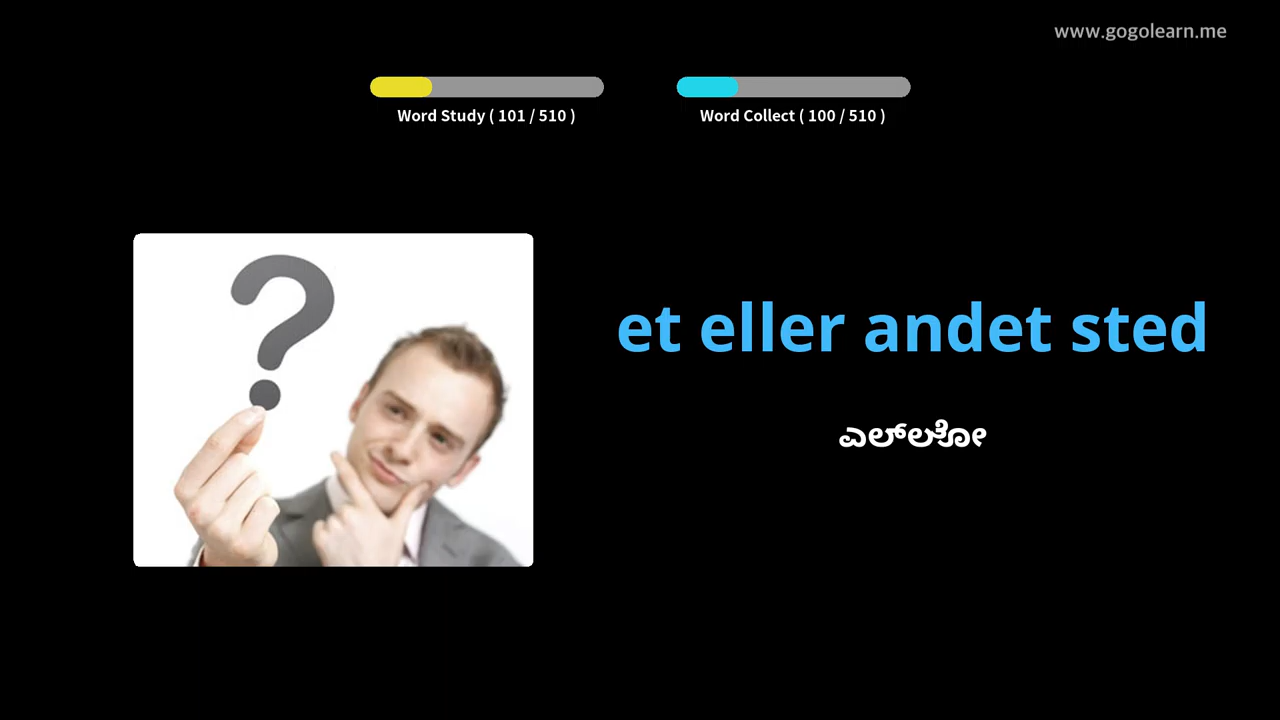 www.gogolearn.me
Word Study ( 101 / 510 )
Word Collect ( 100 / 510 )
et eller andet sted
ಎಲ್ಲೋ